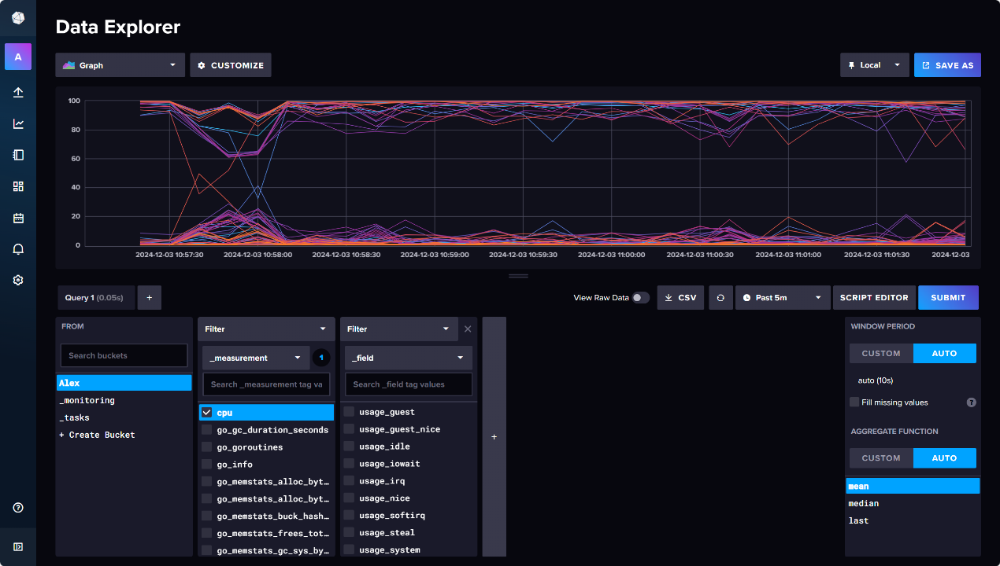 Data Explorer
A
Graph
CUSTOMIZE
Local
SAVE AS
100
80
60
40
20
0
2024-12-03 10:57:30
2024-12-03 10:58:00
2024-12-03 10:58:30
2024-12-03 10:59:00
2024-12-03 10:59:30
2024-12-03 11:00:00
2024-12-03 11:00:30
2024-12-03 11:01:00
2024-12-03 11:01:30
2024-12-03
Query 1 (0.05s)
+
View Raw Data
CSV
Past 5m
SCRIPT EDITOR
SUBMIT
FROM
Search buckets
Alex
_monitoring
_tasks
+ Create Bucket
Filter
_measurement
1
Search _measurement tag va
cpu
go_gc_duration_seconds
go_goroutines
go_info
go_memstats_alloc_byt…
go_memstats_alloc_byt…
go_memstats_buck_hash…
go_memstats_frees_tot…
go_memstats_gc_sys_by…
Filter
_field
Search _field tag values
usage_guest
usage_guest_nice
usage_idle
usage_iowait
usage_irq
usage_nice
usage_softirq
usage_steal
usage_system
+
WINDOW PERIOD
CUSTOM
AUTO
auto (10s)
Fill missing values
?
AGGREGATE FUNCTION
CUSTOM
AUTO
mean
median
last
?